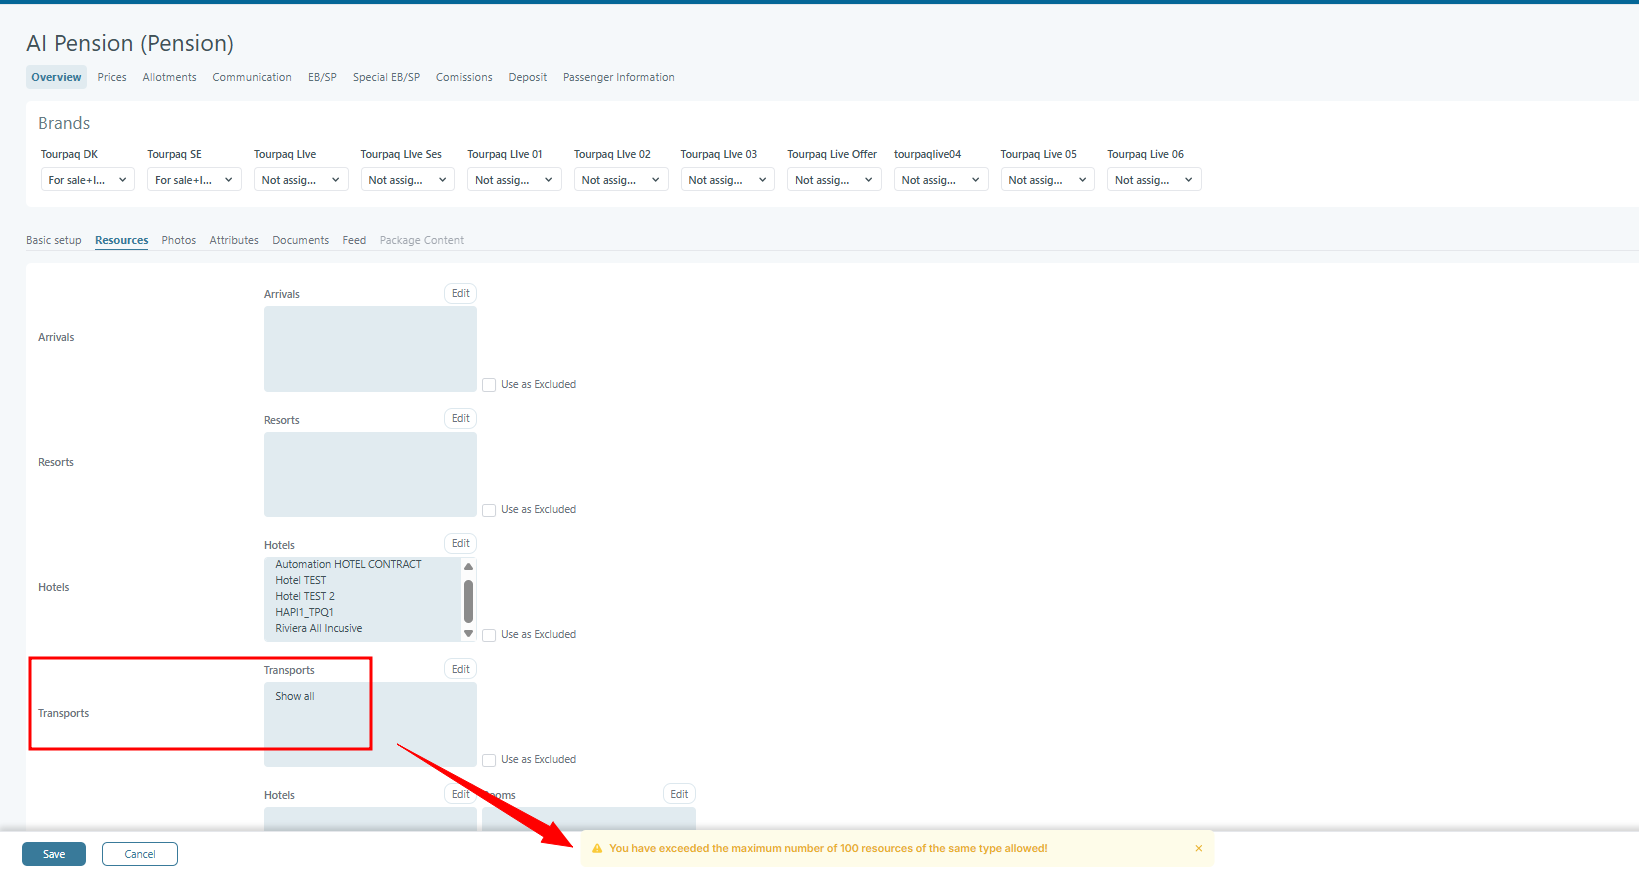 AI Pension (Pension)
Overview Prices Allotments Communication EB/SP Special EB/SP Comissions Deposit Passenger Information
Brands
Tourpaq DK Tourpaq SE Tourpaq LIve Tourpaq LIve Ses Tourpaq LIve 01 Tourpaq LIve 02 Tourpaq LIve 03 Tourpaq Live Offer tourpaqlive04 Tourpaq Live 05 Tourpaq Live 06
For sale+I... For sale+I... Not assig... Not assig... Not assig... Not assig... Not assig... Not assig... Not assig... Not assig... Not assig...
Basic setup Resources Photos Attributes Documents Feed Package Content
Arrivals Edit
Arrivals
Use as Excluded
Resorts Edit
Resorts
Use as Excluded
Hotels Edit
Automation HOTEL CONTRACT
Hotel TEST
Hotels
Hotel TEST 2
HAPI1_TPQ1
Riviera All Incusive
Use as Excluded
Transports Edit
Show all
Transports
Use as Excluded
Hotels Edit ooms Edit
Save Cancel You have exceeded the maximum number of 100 resources of the same type allowed!